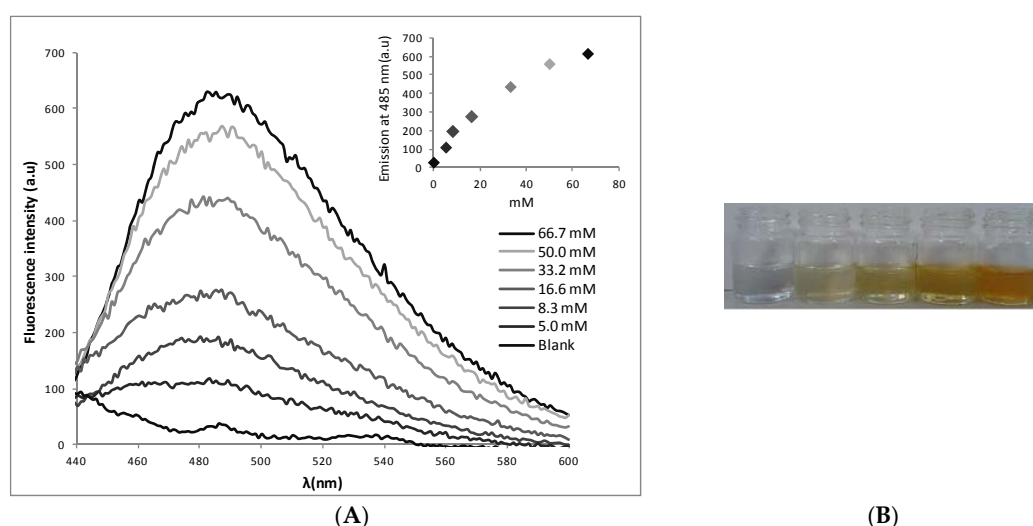 700
600
500
400
300
200
100
0
Fluorescence intensity (a.u)
440 460 480 500 520 540 560 580 600
λ(nm)
700
600
500
400
300
200
100
0
Emission at 485 nm(a.u)
0 20 40 60 80
mM
66.7 mM
50.0 mM
33.2 mM
16.6 mM
8.3 mM
5.0 mM
Blank
(A)
(B)